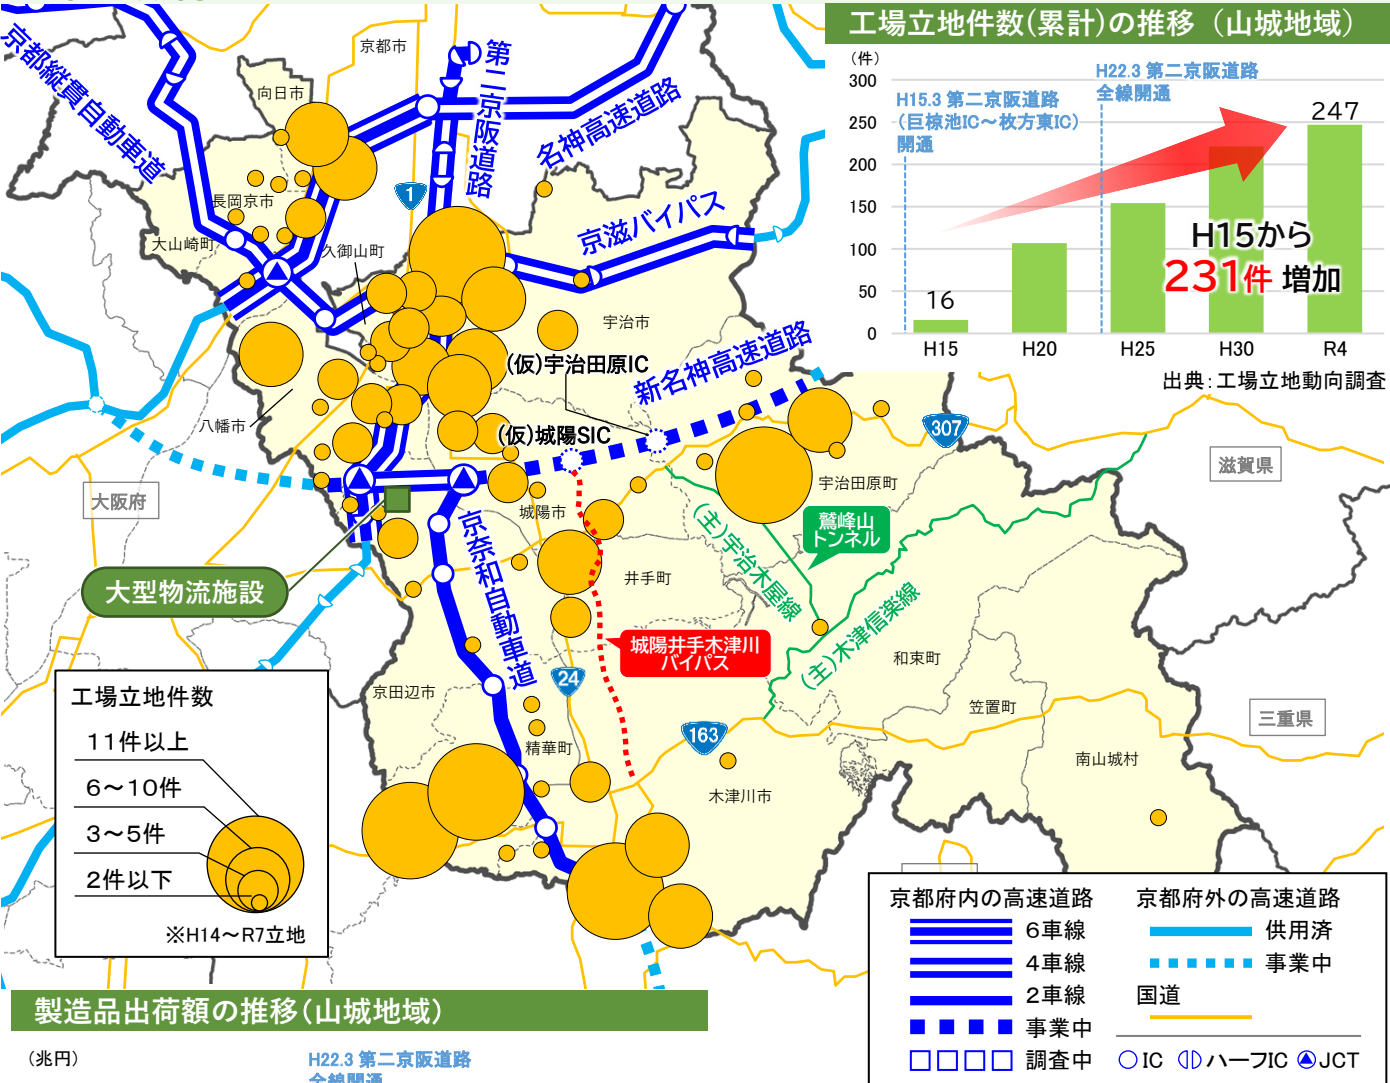 工場立地件数(累計)の推移（山城地域）
（件）
300
250
200
150
100
50
0
H15.3 第二京阪道路
（巨椋池IC～枚方東IC）
開通
H22.3 第二京阪道路
全線開通
247
16
H15から
231件 増加
H15
H20
H25
H30
R4
出典：工場立地動向調査
京都縦貫自動車道
京都市
向日市
第二京阪道路
名神高速道路
1
長岡京市
大山崎町
久御山町
京滋バイパス
宇治市
(仮)宇治田原IC
新名神高速道路
八幡市
(仮)城陽SIC
307
滋賀県
大阪府
宇治田原町
城陽市
鷲峰山
トンネル
(主)宇治木屋線
京奈和自動車道
井手町
大型物流施設
(主)木津信楽線
城陽井手木津川
バイパス
和束町
24
京田辺市
笠置町
三重県
163
精華町
南山城村
木津川市
工場立地件数
11件以上
6～10件
3～5件
2件以下
※H14～R7立地
京都府内の高速道路
6車線
4車線
2車線
事業中
調査中
京都府外の高速道路
供用済
事業中
国道
IC
ハーフIC
JCT
製造品出荷額の推移（山城地域）
（兆円）
H22.3 第二京阪道路
全線開通